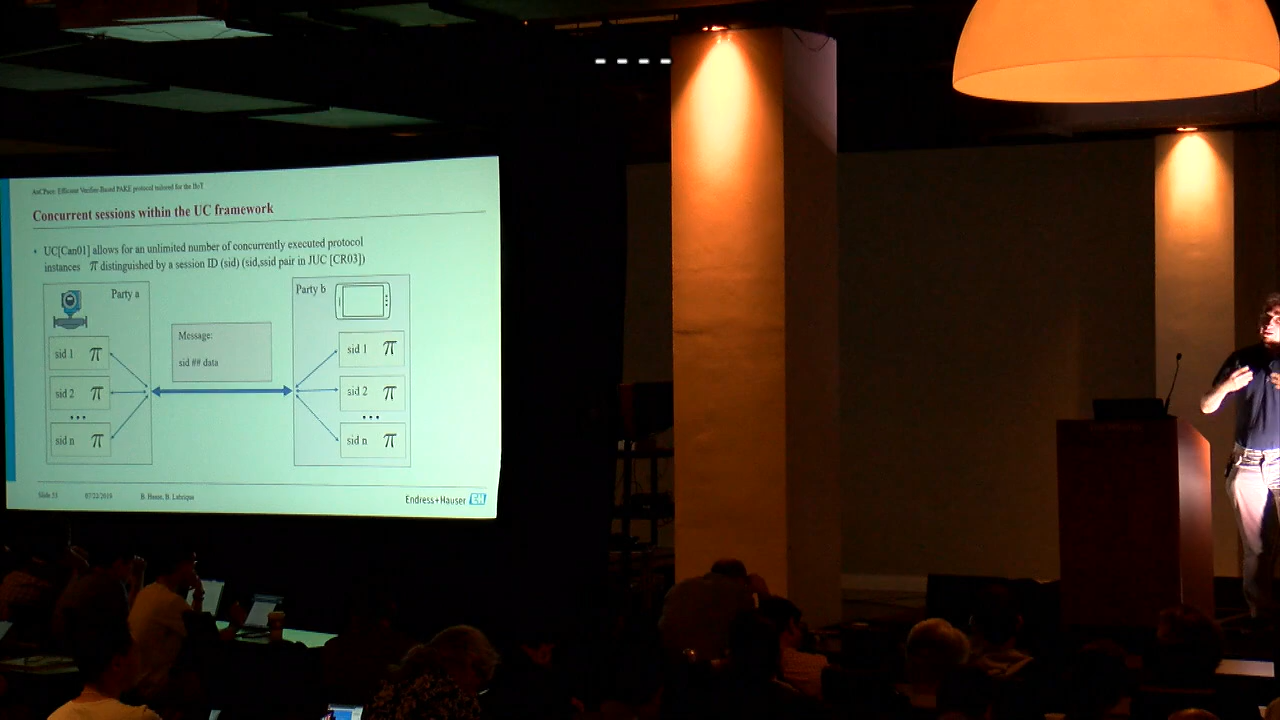 AuCPace: Efficient Verifier-Based PAKE protocol tailored for the IIoT
Concurrent sessions within the UC framework
• UC[Can01] allows for an unlimited number of concurrently executed protocol
instances π distinguished by a session ID (sid) (sid,ssid pair in JUC [CR03])
Party a
Party b
Message:
sid ## data
sid 1 π
sid 2 π
...
sid n π
sid 1 π
sid 2 π
...
sid n π
B. Haase, B. Labrique
Endress+Hauser EH